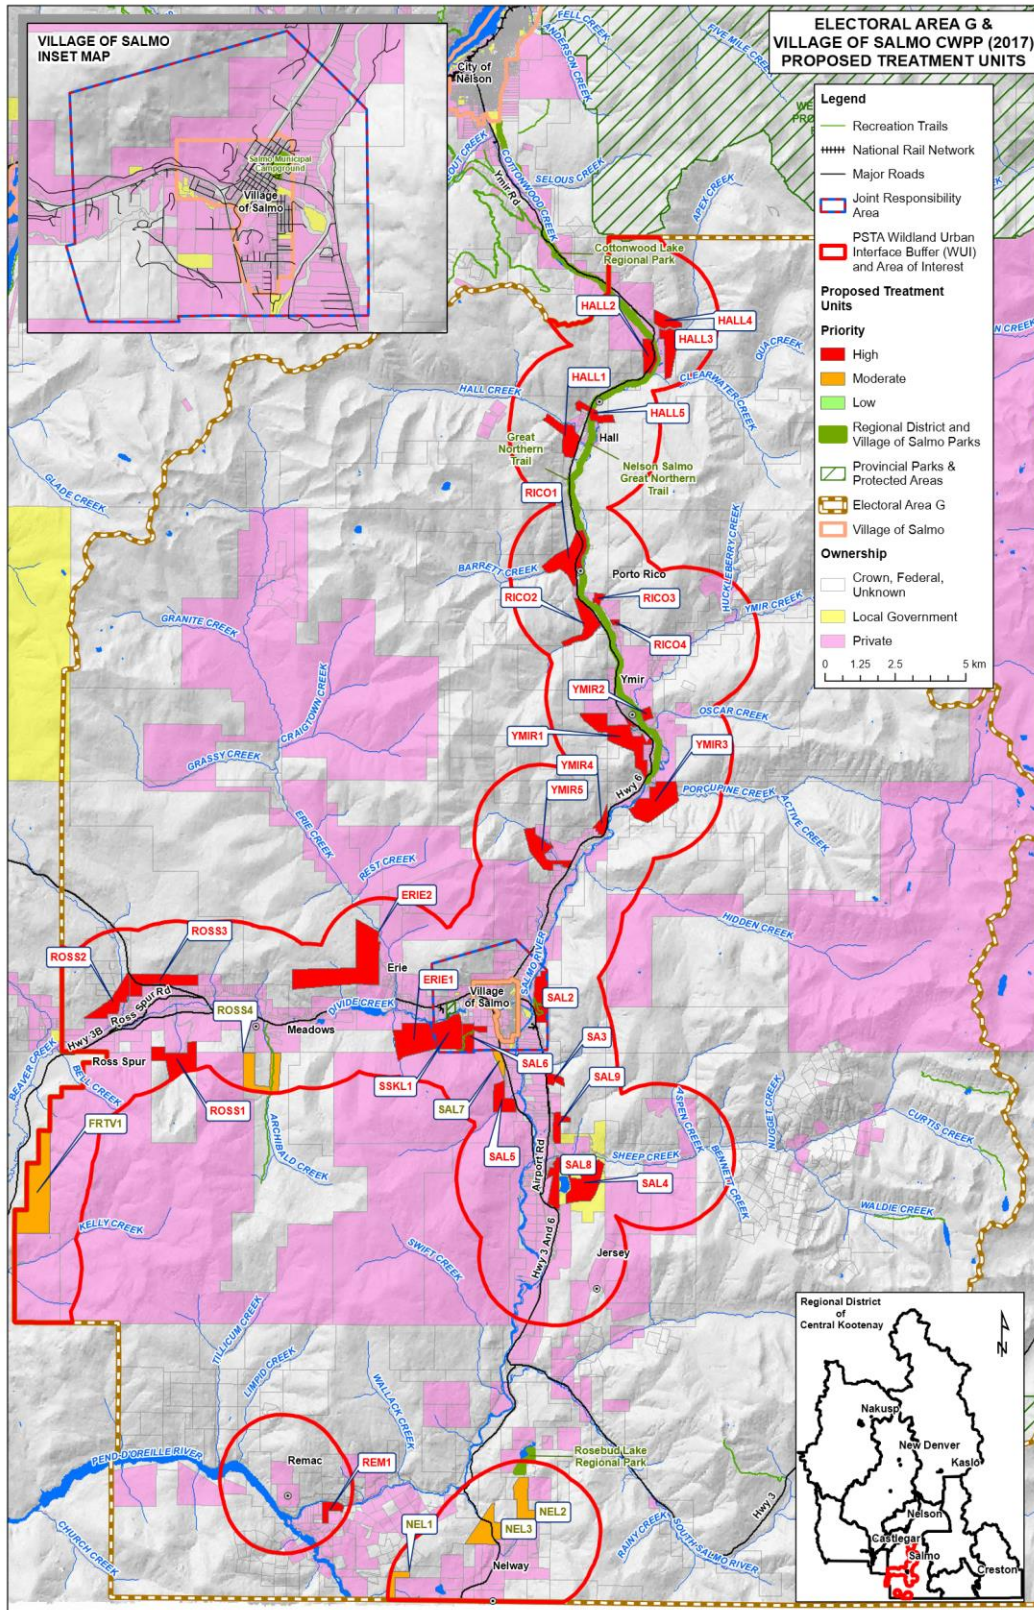 VILLAGE OF SALMO
INSET MAP
Salmo Municipal
Campground
Village
of Salmo
ELECTORAL AREA G &
VILLAGE OF SALMO CWPP (2017)
PROPOSED TREATMENT UNITS
Legend
Recreation Trails
National Rail Network
Major Roads
Joint Responsibility
Area
PSTA Wildland Urban
Interface Buffer (WUI)
and Area of Interest
Proposed Treatment
Units
Priority
High
Moderate
Low
Regional District and
Village of Salmo Parks
Provincial Parks &
Protected Areas
Electoral Area G
Village of Salmo
Ownership
Crown, Federal,
Unknown
Local Government
Private
0 1.25 2.5 5 km
City of
Nelson
FELL CREEK
ANDERSON CREEK
FIVE MILE CREEK
COTTONWOOD CREEK
Ymir Rd
SELOUS CREEK
APEX CREEK
Cottonwood Lake
Regional Park
HALL2
HALL4
HALL3
QUA CREEK
CLEARWATER CREEK
HALL CREEK
HALL1
HALL5
Hall
Great
Northern
Trail
Nelson Salmo
Great Northern
Trail
GLADE CREEK
RICO1
HUCKLEBERRY CREEK
BARRETT CREEK
Porto Rico
RICO2
RICO3
YMIR CREEK
GRANITE CREEK
RICO4
Ymir
YMIR2
OSCAR CREEK
CRAIGTOWN CREEK
YMIR1
YMIR3
GRASSY CREEK
YMIR4
Hwy 6
YMIR5
PORCUPINE CREEK
ACTIVE CREEK
ERIE CREEK
REST CREEK
ERIE2
HIDDEN CREEK
ROSS3
ROSS2
Erie
ERIE1
SALMO RIVER
Ross Spur Rd
Hwy 3B
ROSS4
DIVIDE CREEK
Village
of Salmo
SAL2
Meadows
BEAVER CREEK
Ross Spur
SAL6
SA3
BELL CREEK
SSKL1
SAL9
ROSS1
SAL7
ASPEN CREEK
NUGGET CREEK
FRTV1
ARCHIBALD CREEK
CURTIS CREEK
SAL5
Airport Rd
SHEEP CREEK
BENNETT CREEK
SAL8
SAL4
WALDIE CREEK
KELLY CREEK
SWIFT CREEK
Hwy 3 And 6
Jersey
TILLICUM CREEK
LIMPID CREEK
WALLACK CREEK
PEND-D'OREILLE RIVER
Remac
REM1
Rosebud Lake
Regional Park
Hwy 3
NEL1
NEL2
NEL3
RAINY CREEK
SOUTH SALMO RIVER
CHURCH CREEK
Nelway
Regional District
of
Central Kootenay
N
Nakusp
New Denver
Kaslo
Nelson
Castlegar
Salmo
Creston